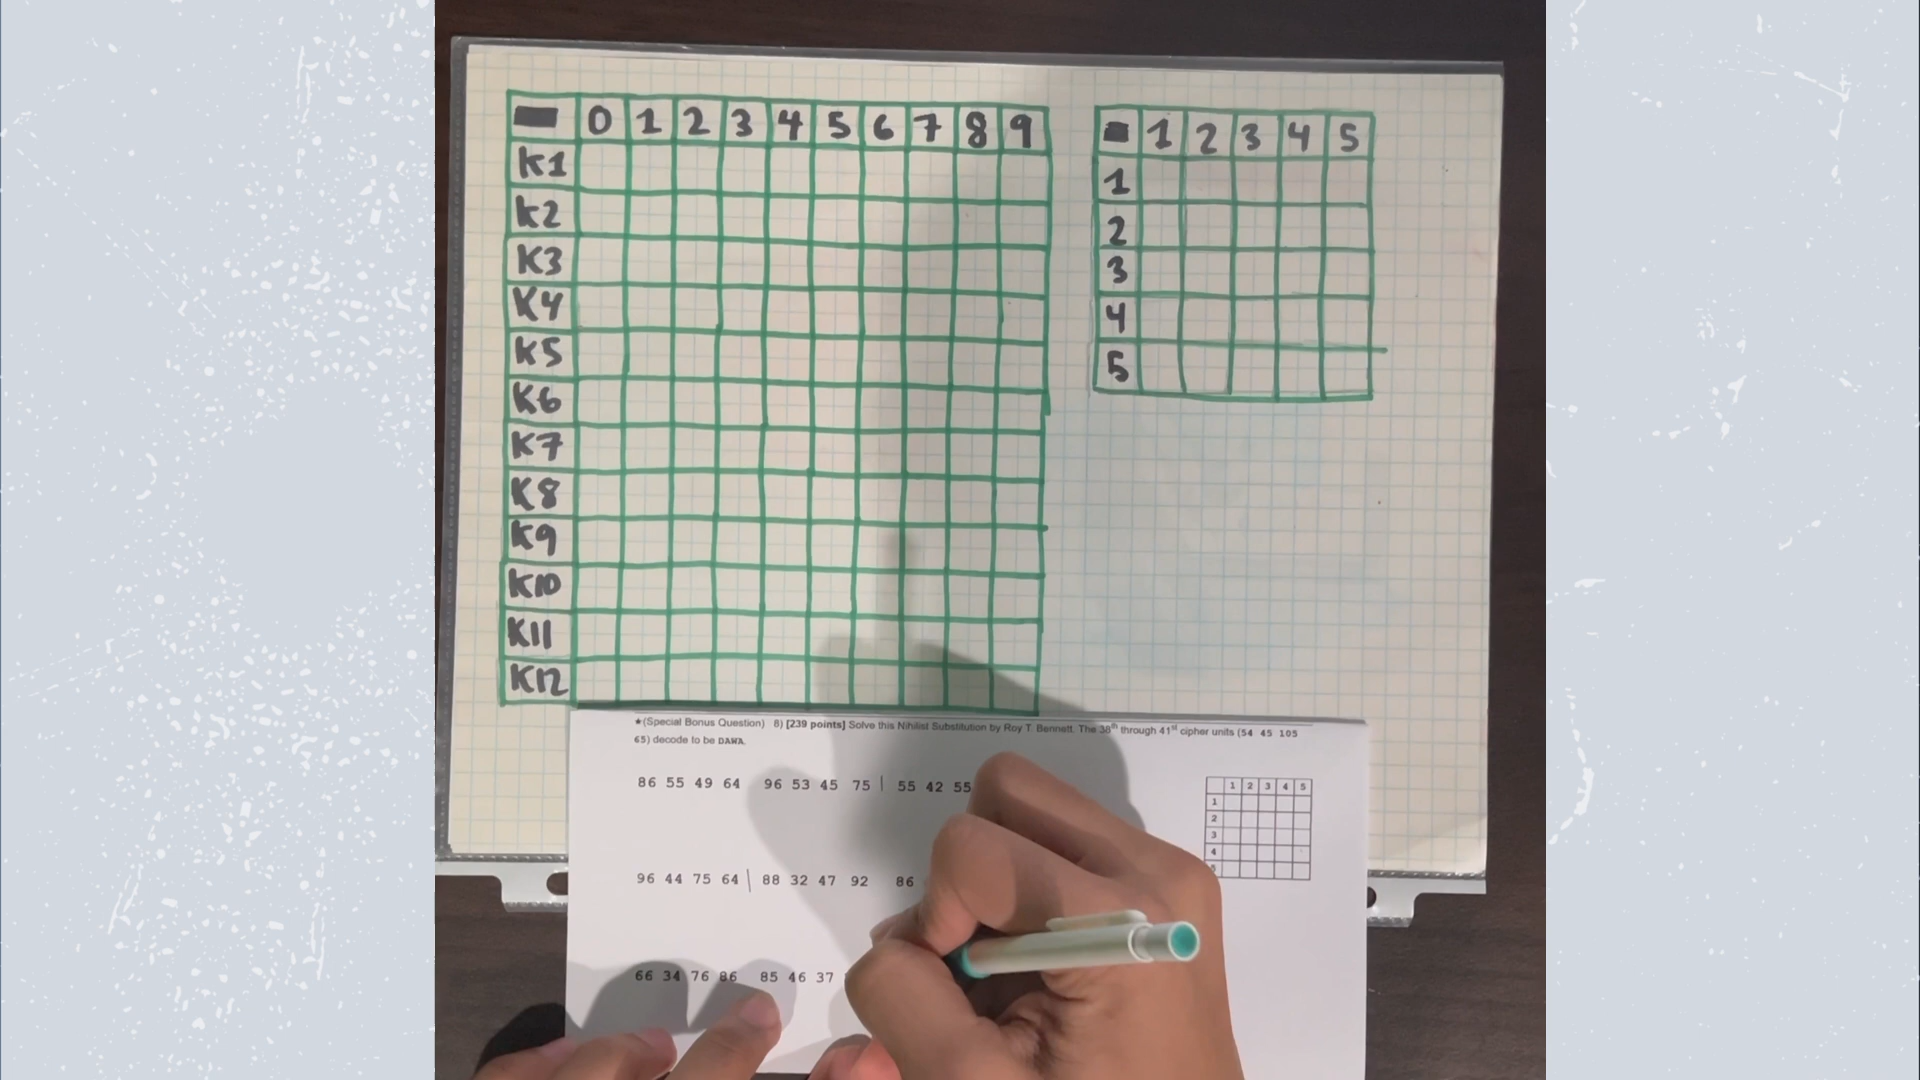 0 1 2 3 4 5 6 7 8 9
K1
K2
K3
K4
K5
K6
K7
K8
K9
K10
K11
K12
1 2 3 4 5
1
2
3
4
5
★(Special Bonus Question) 8) [239 points] Solve this Nihilist Substitution by Roy T. Bennett. The 38th through 41st cipher units (54 45 105
65) decode to be DAWA.
86 55 49 64 96 53 45 75 | 55 42 55
96 44 75 64 | 88 32 47 92 86
66 34 76 86 85 46 37
1 2 3 4 5
1
2
3
4